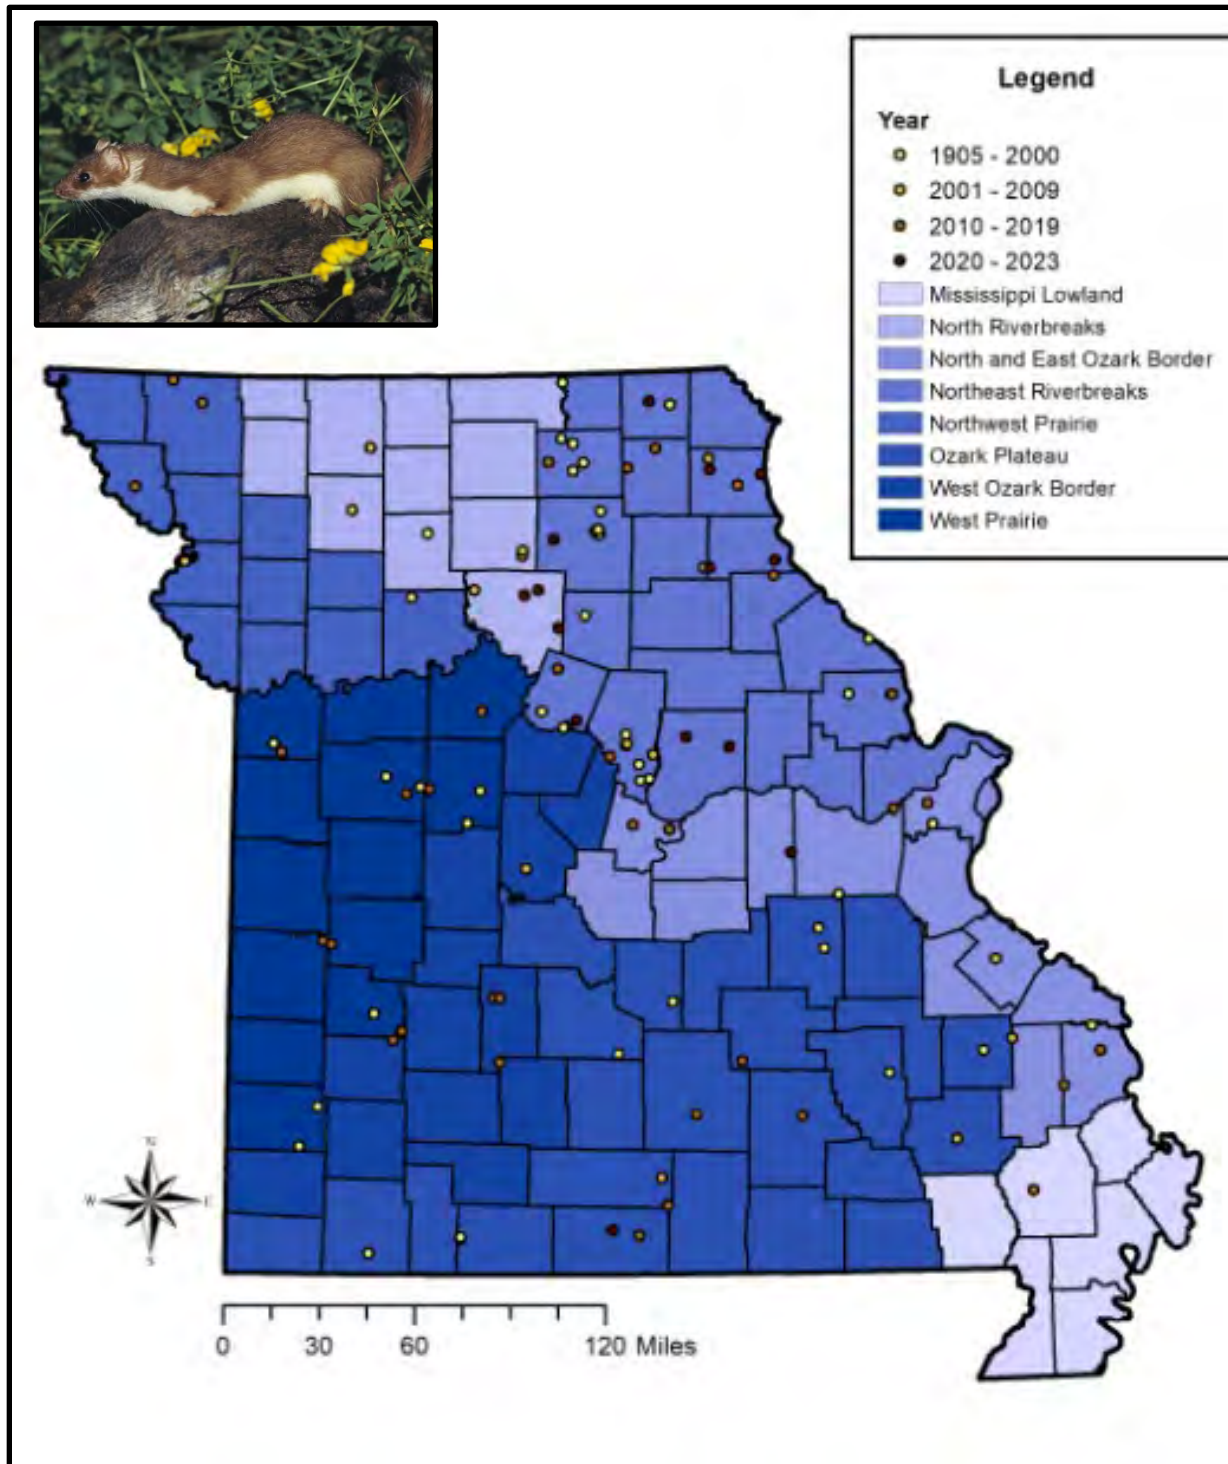 Legend
Year
1905 - 2000
2001 - 2009
2010 - 2019
2020 - 2023
Mississippi Lowland
North Riverbreaks
North and East Ozark Border
Northeast Riverbreaks
Northwest Prairie
Ozark Plateau
West Ozark Border
West Prairie
N
W
E
S
0 30 60 120 Miles